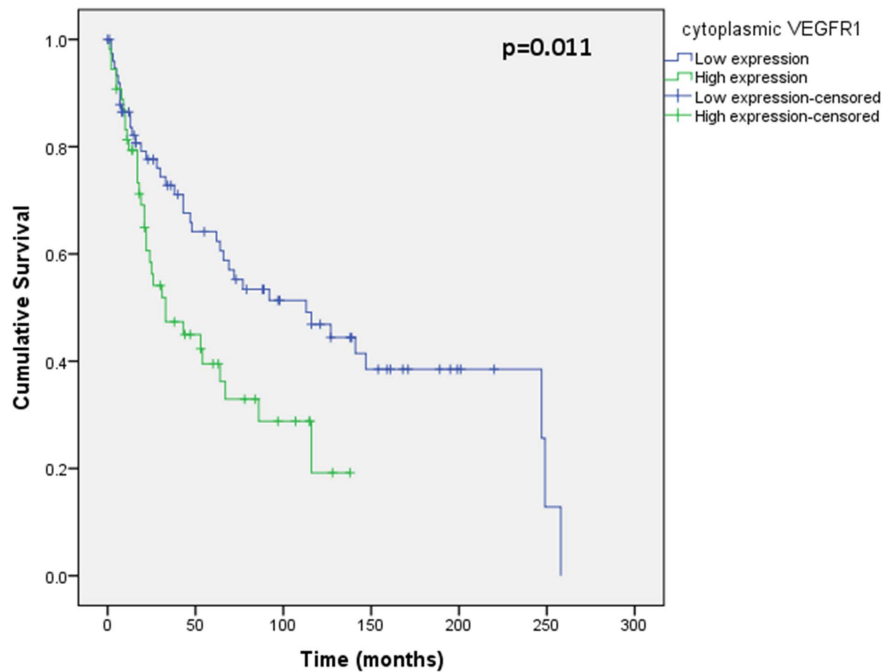 cytoplasmic VEGFR1
Low expression
High expression
Low expression-censored
High expression-censored
p=0.011
1.0
0.8
0.6
0.4
0.2
0.0
Cumulative Survival
0 50 100 150 200 250 300
Time (months)